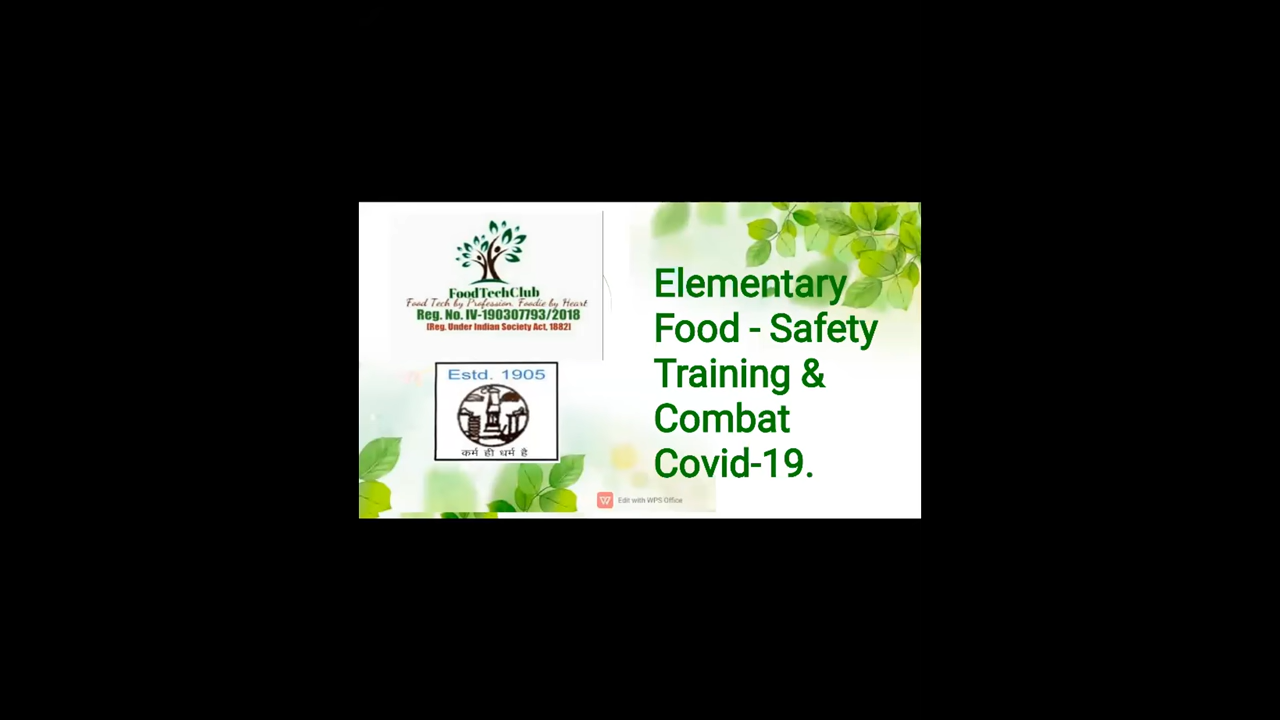 FoodTechClub
Food Tech by Profession, Foodie by Heart
Reg. No. IV-190307793/2018
(Reg. Under Indian Society Act, 1882)
Estd. 1905
कर्म ही धर्म है
Elementary
Food - Safety
Training &
Combat
Covid-19.
Edit with WPS Office